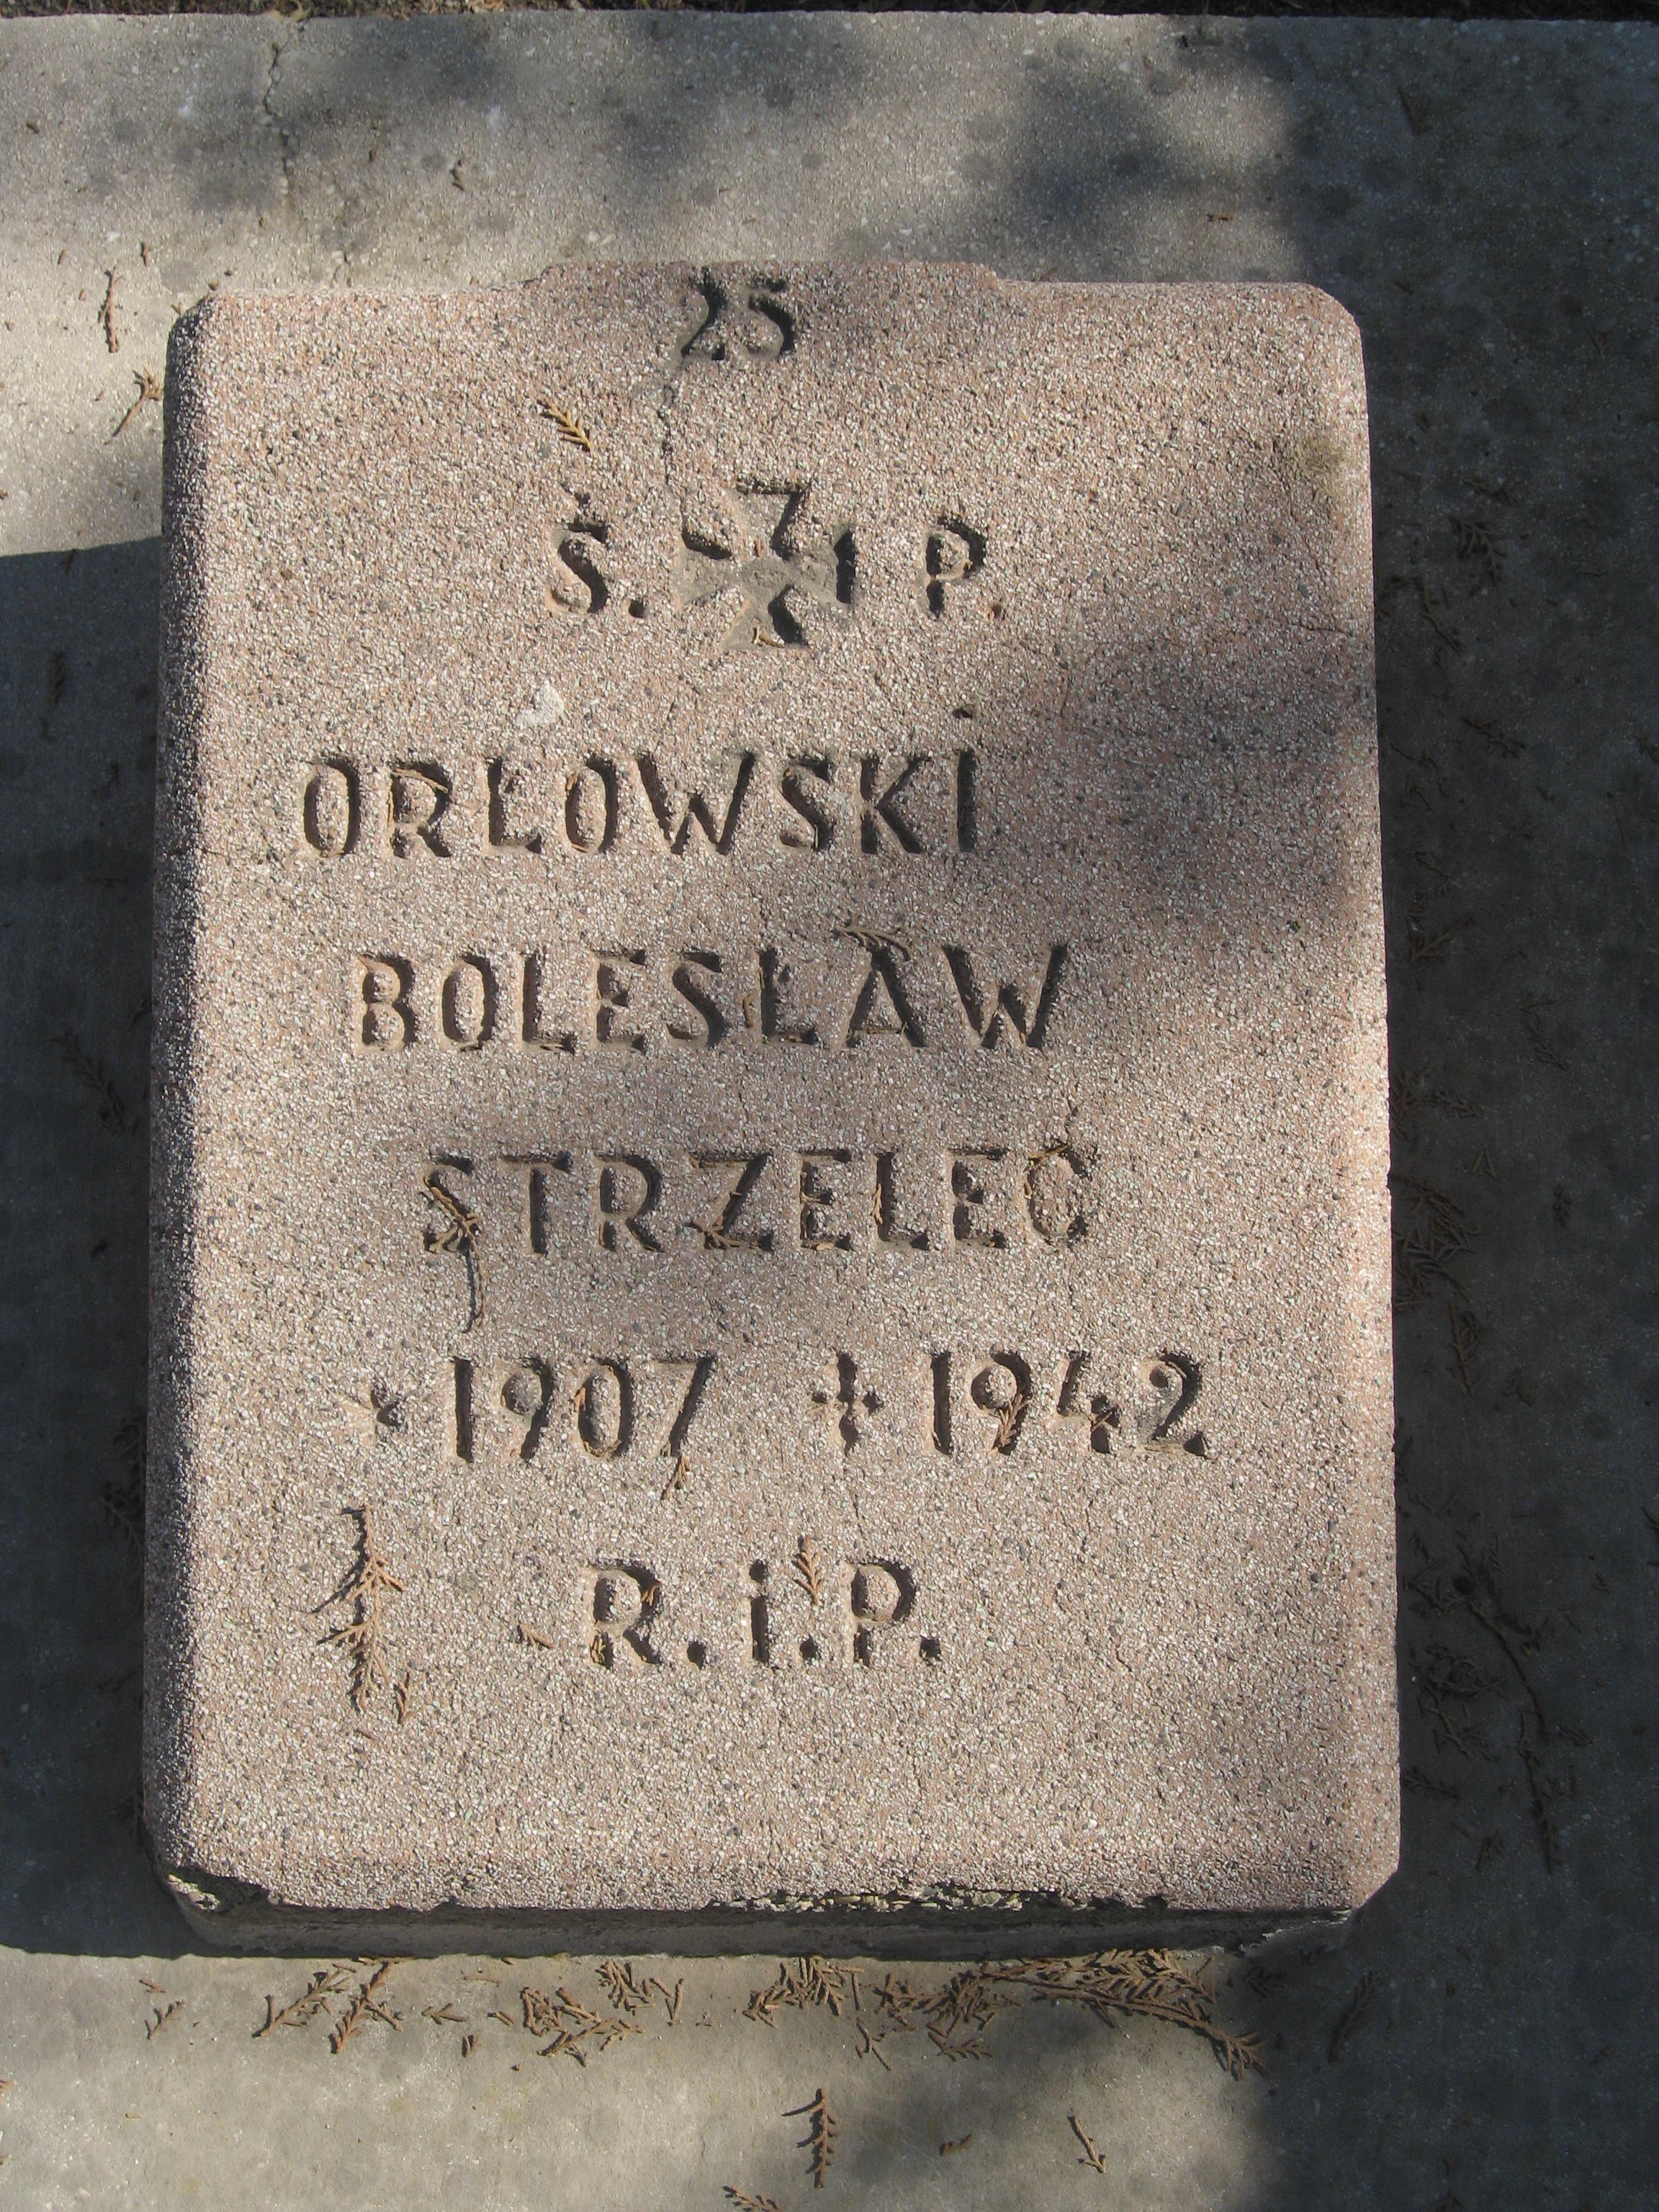 25
Ś. P.
ORŁOWSKI
BOLESŁAW
STRZELEC
* 1907 + 1942
R.i.P.